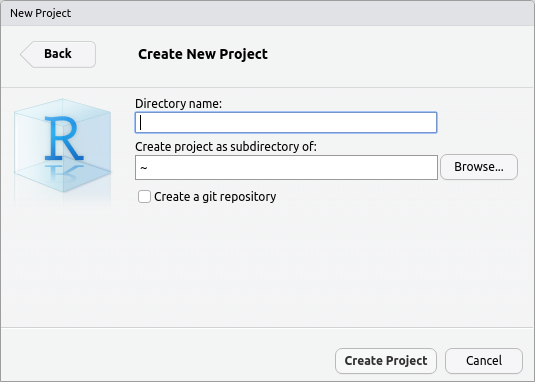 New Project
Back
Create New Project
R
Directory name:
Create project as subdirectory of:
~
Browse...
Create a git repository
Create Project
Cancel